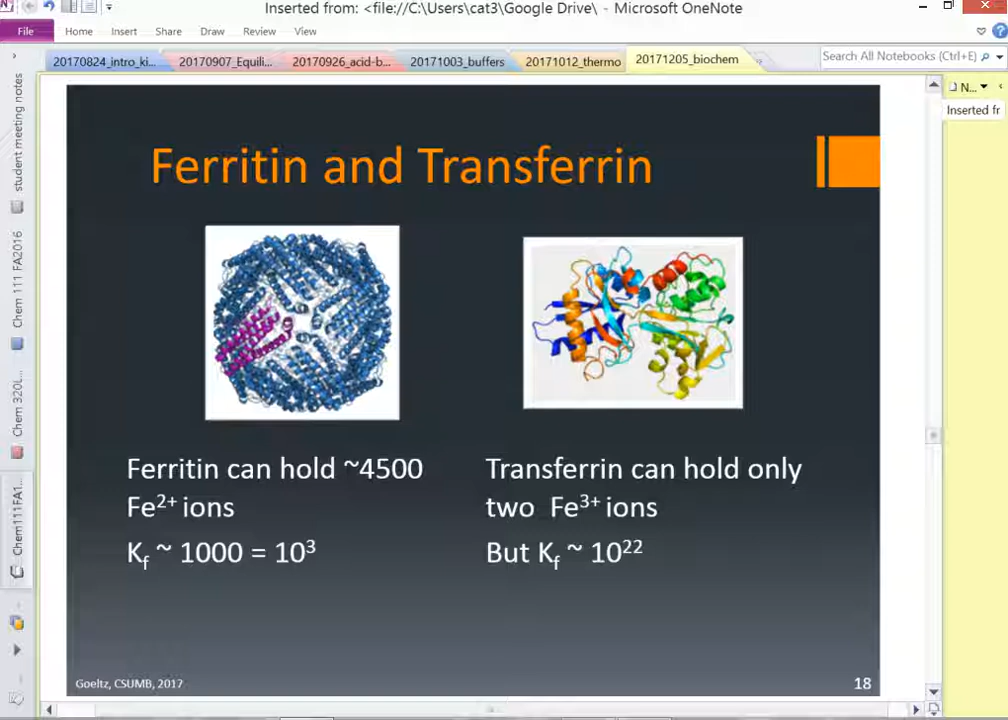 Inserted from: <file://C:\Users\cat3\Google Drive\ - Microsoft OneNote
File Home Insert Share Draw Review View
20170824_intro_ki... 20170907_Equili... 20170926_acid-b... 20171003_buffers 20171012_thermo 20171205_biochem
Search All Notebooks (Ctrl+E)
N...
Inserted fr
student meeting notes
Chem 111 FA2016
Chem 320L
Chem111FA1
Ferritin and Transferrin
Ferritin can hold ~4500
Fe²⁺ ions
K_f ~ 1000 = 10³
Transferrin can hold only
two Fe³⁺ ions
But K_f ~ 10²²
Goeltz, CSUMB, 2017
18